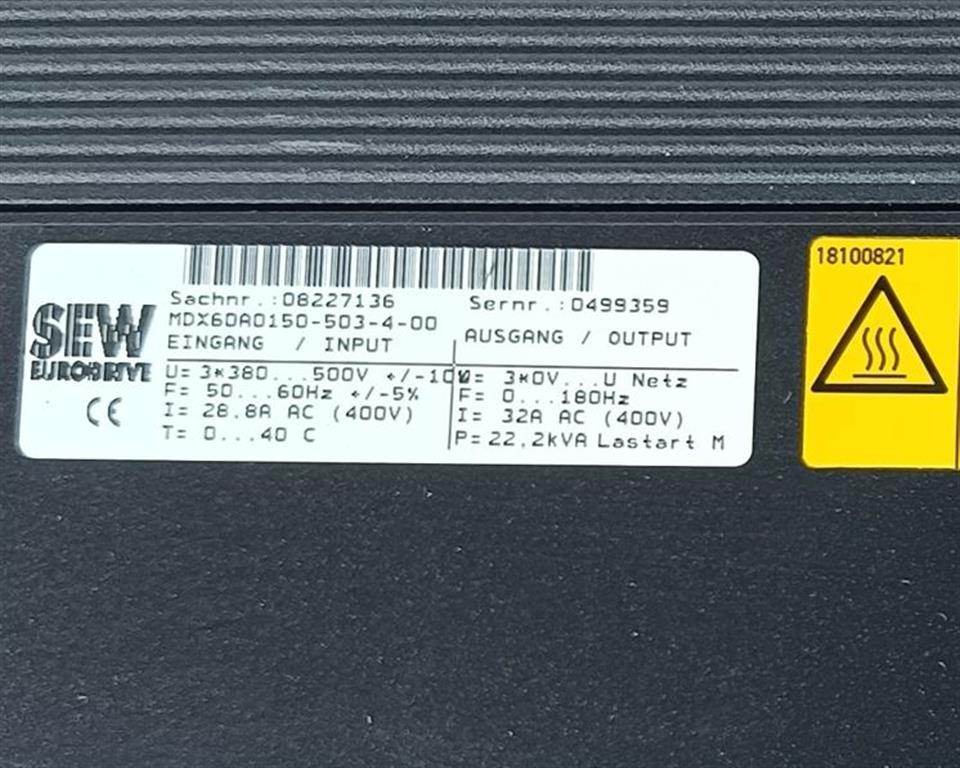 SEW
EURODRIVE
Sachnr.:08227136
Sernr.:0499359
MDX60A0150-503-4-00
EINGANG / INPUT
AUSGANG / OUTPUT
U= 3*380...500V +/-10%
U= 3*0V...U Netz
F= 50...60Hz +/-5%
F= 0...180Hz
I= 28.8A AC (400V)
I= 32A AC (400V)
T= 0...40 C
P= 22,2kVA Lastart M
CE
18100821